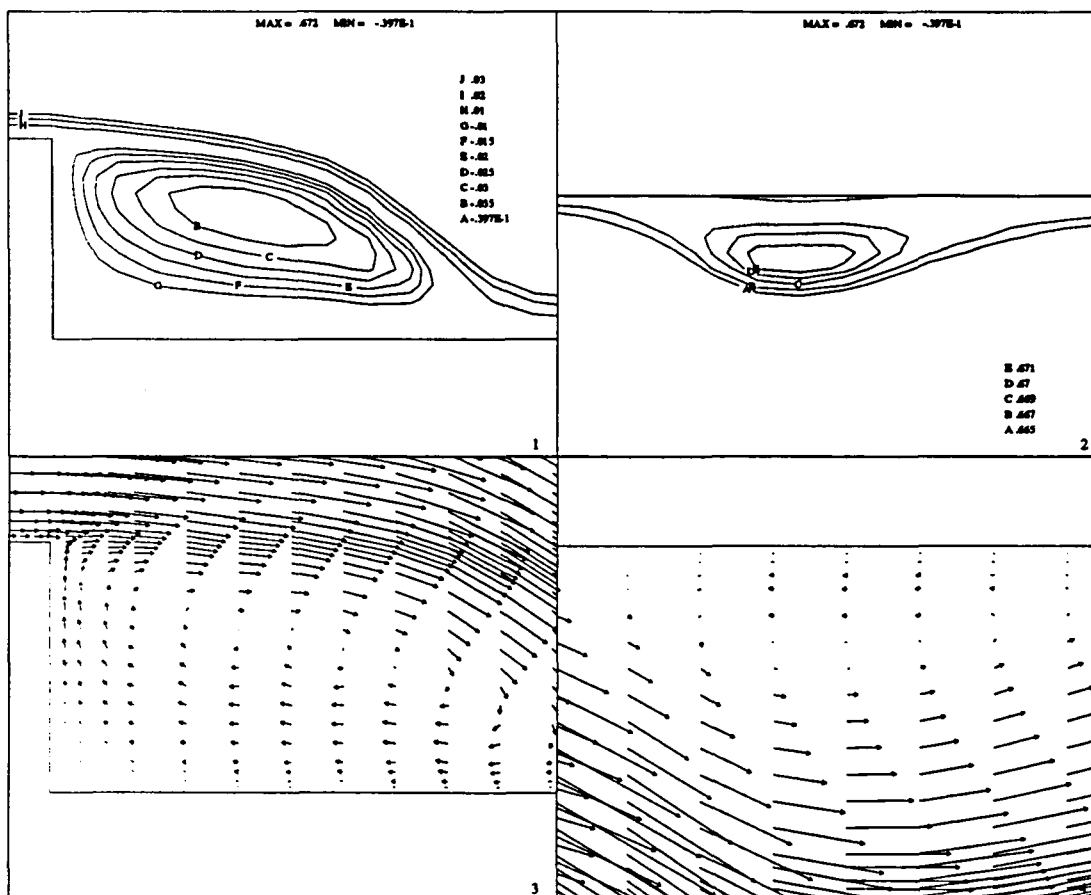 MAX = .672 MIN = -.397E-1
J .03
I .02
H .01
G -.01
F -.015
E -.02
D -.025
C -.03
B -.035
A -.397E-1
H
B
D
C
G
F
E
1
MAX = .672 MIN = -.397E-1
D
C
E .671
D .67
C .669
B .667
A .665
2
3